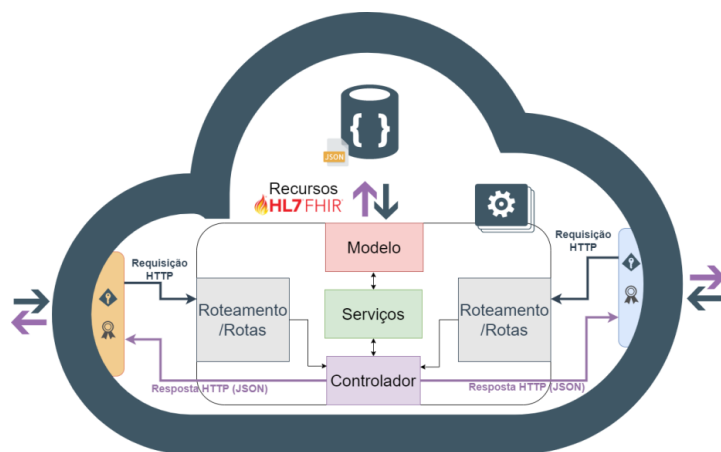 { }
JSON
Recursos
HL7 FHIR
Modelo
Requisição
HTTP
Requisição
HTTP
Roteamento
/Rotas
Serviços
Roteamento
/Rotas
Controlador
Resposta HTTP (JSON)
Resposta HTTP (JSON)